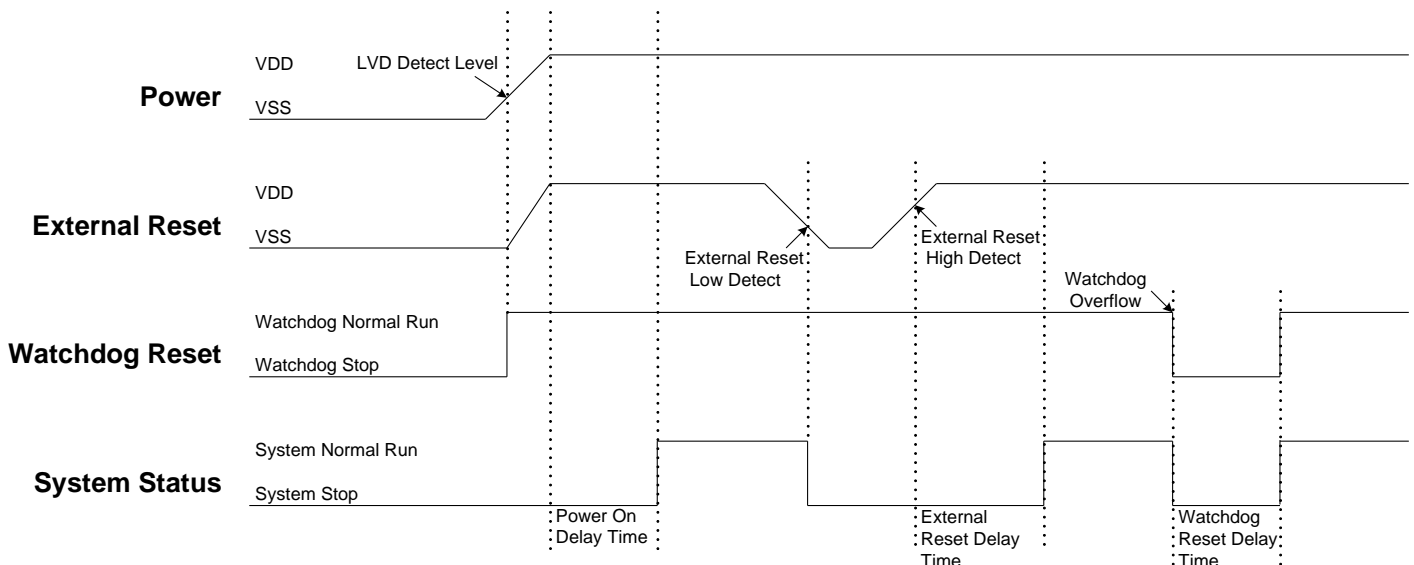 Power
VDD
VSS
LVD Detect Level
External Reset
VDD
VSS
External Reset
Low Detect
External Reset
High Detect
Watchdog Reset
Watchdog Normal Run
Watchdog Stop
Watchdog
Overflow
System Status
System Normal Run
System Stop
Power On
Delay Time
External
Reset Delay
Time
Watchdog
Reset Delay
Time